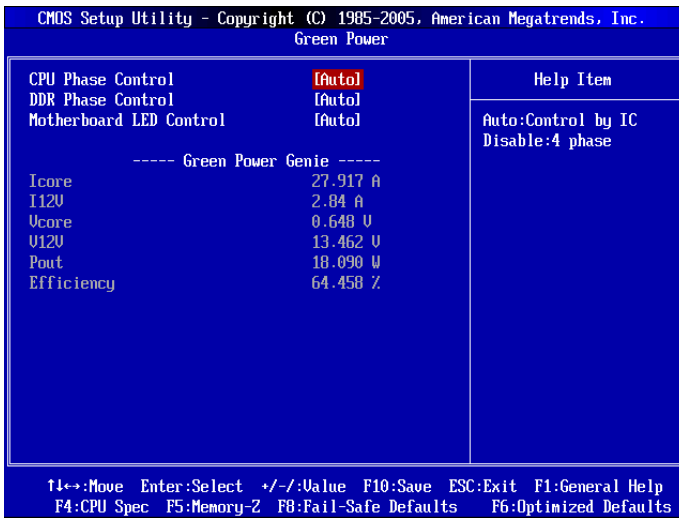 CMOS Setup Utility - Copyright (C) 1985-2005, American Megatrends, Inc.
Green Power
CPU Phase Control [Auto]
DDR Phase Control [Auto]
Motherboard LED Control [Auto]
----- Green Power Genie -----
Icore 27.917 A
I12V 2.84 A
Vcore 0.648 V
V12V 13.462 V
Pout 18.090 W
Efficiency 64.458 %
Help Item
Auto:Control by IC
Disable:4 phase
↑↓←→:Move Enter:Select +/-/:Value F10:Save ESC:Exit F1:General Help
F4:CPU Spec F5:Memory-Z F8:Fail-Safe Defaults F6:Optimized Defaults